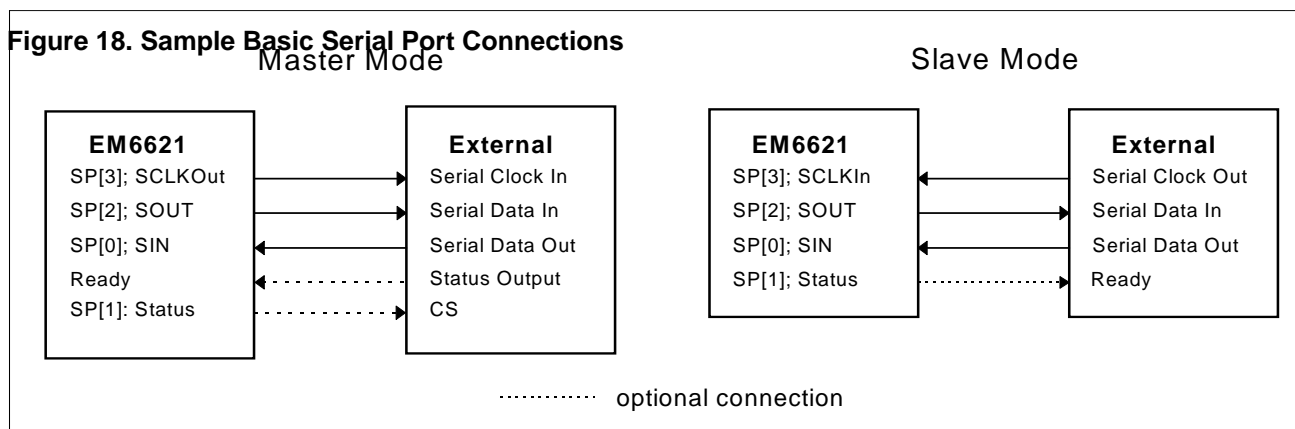 Figure 18. Sample Basic Serial Port Connections
Master Mode
EM6621
SP[3]; SCLKOut
SP[2]; SOUT
SP[0]; SIN
Ready
SP[1]: Status
External
Serial Clock In
Serial Data In
Serial Data Out
Status Output
CS
Slave Mode
EM6621
SP[3]; SCLKIn
SP[2]; SOUT
SP[0]; SIN
SP[1]; Status
External
Serial Clock Out
Serial Data In
Serial Data Out
Ready
optional connection